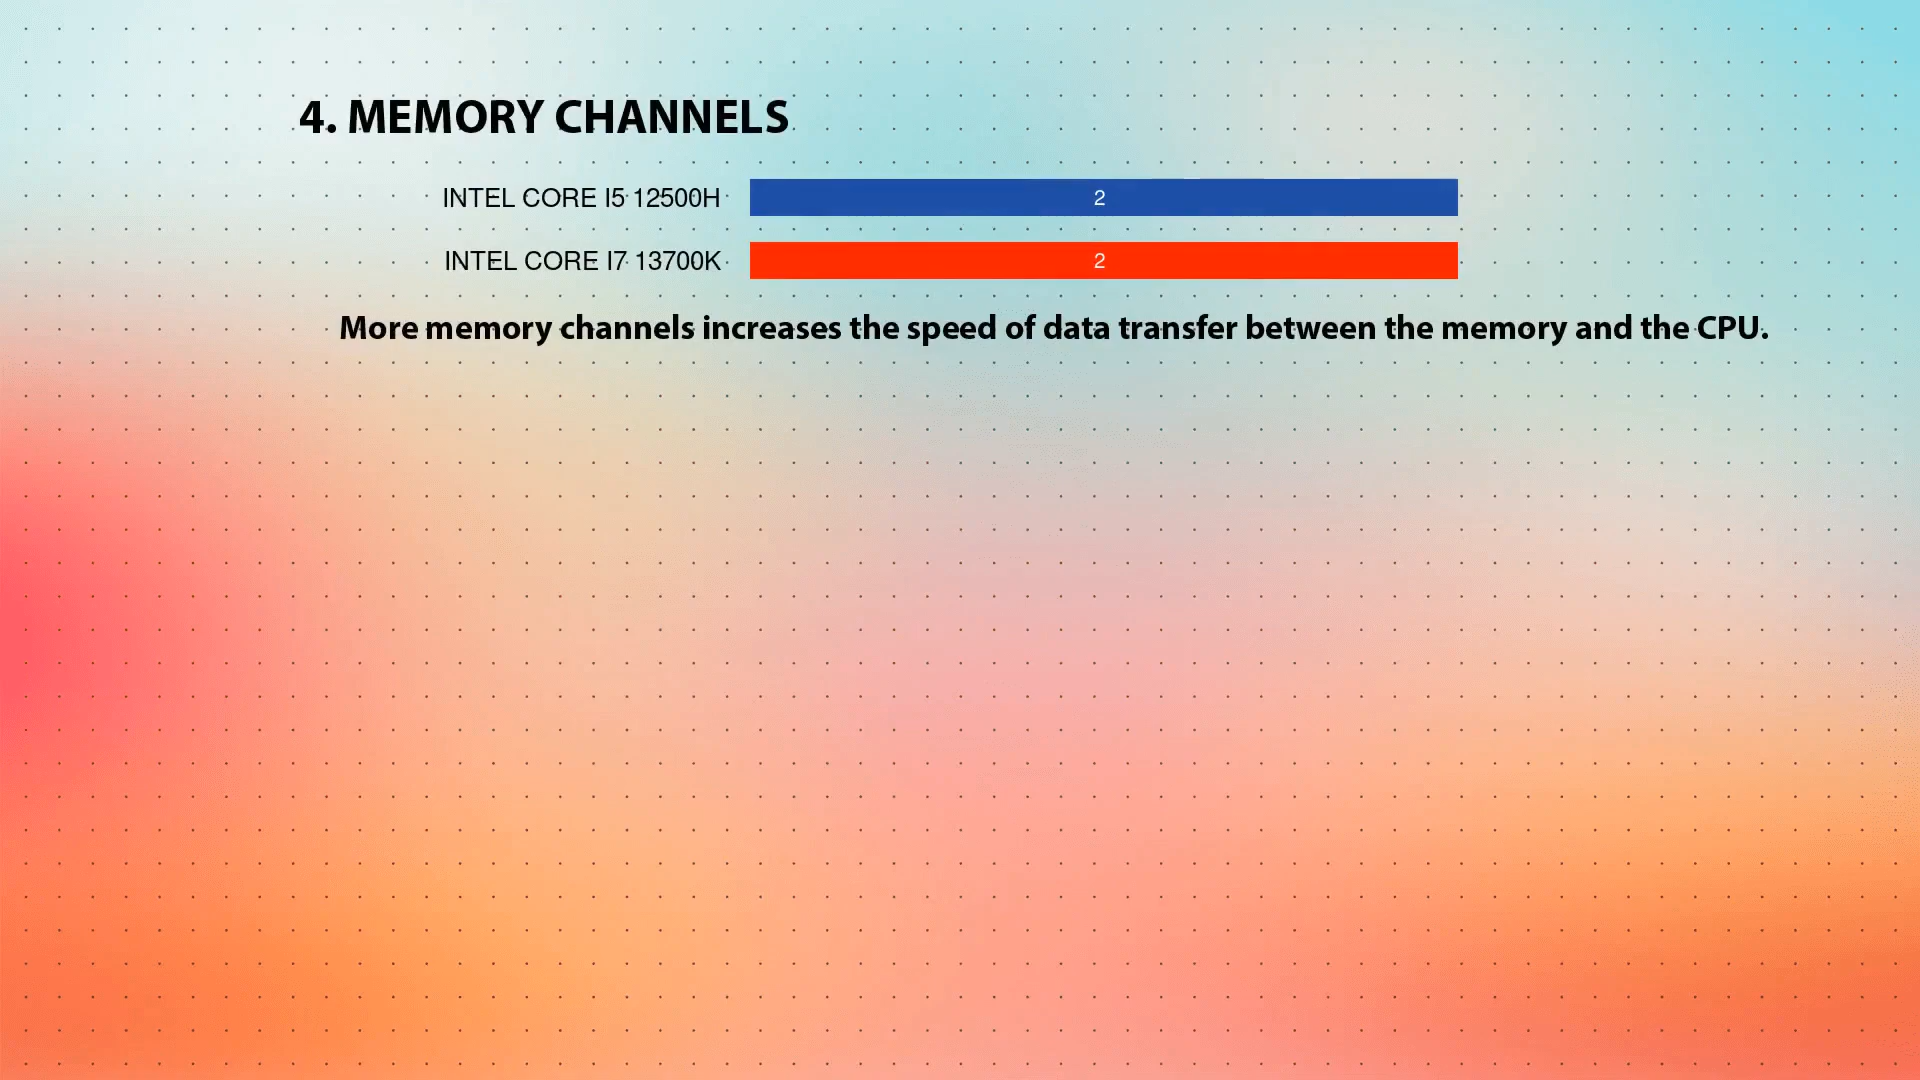 4. MEMORY CHANNELS
INTEL CORE I5 12500H 2
INTEL CORE I7 13700K 2
More memory channels increases the speed of data transfer between the memory and the CPU.